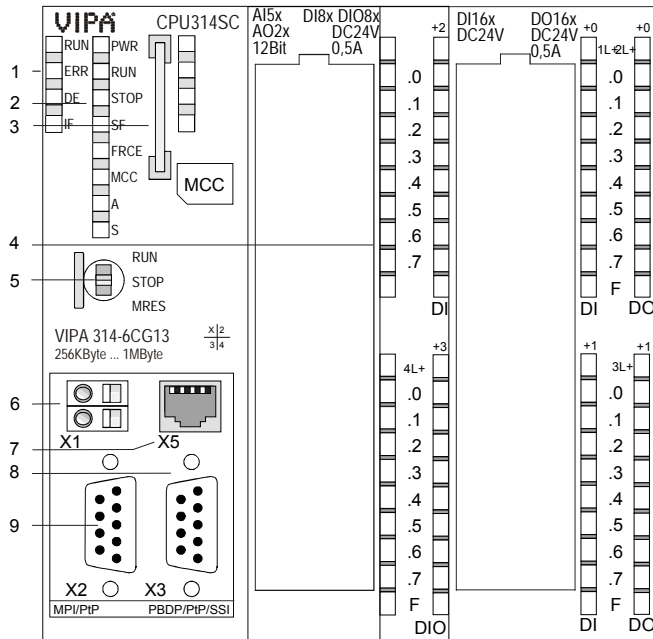 VIPA CPU314SC
RUN
ERR
DE
IF
PWR
RUN
STOP
SF
FRCE
MCC
A
S
MCC
RUN
STOP
MRES
VIPA 314-6CG13
256KByte ... 1MByte
X 2
3 4
X1
X5
X2
X3
MPI/PtP
PBDP/PtP/SSI
1
2
3
4
5
6
7
8
9
AI5x DI8x DIO8x
AO2x DC24V
12Bit 0,5A
+2
.0
.1
.2
.3
.4
.5
.6
.7
DI
+3
4L+
.0
.1
.2
.3
.4
.5
.6
.7
F
DIO
DI16x DO16x
DC24V DC24V
0,5A
+0 +0
1L+2L+
.0
.1
.2
.3
.4
.5
.6
.7
F
DI DO
+1 +1
3L+
.0
.1
.2
.3
.4
.5
.6
.7
F
DI DO